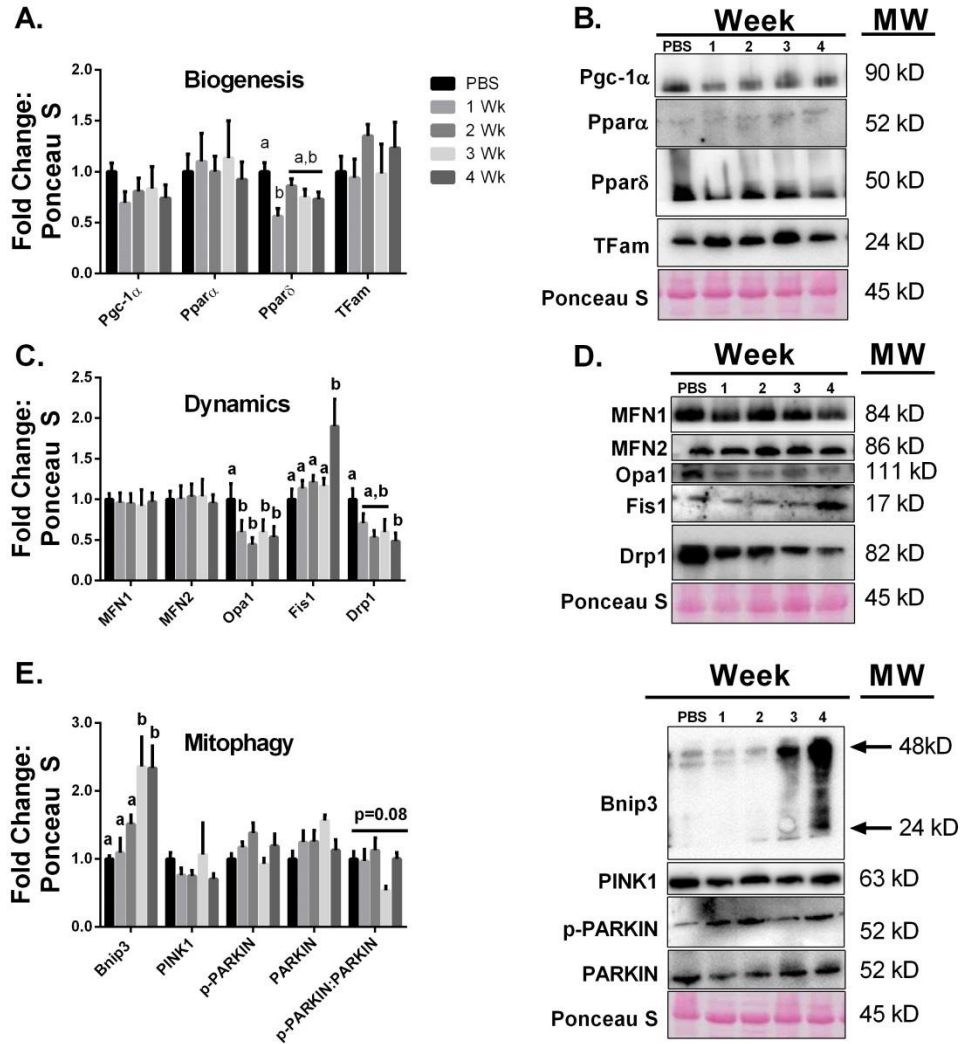 A.
Fold Change:
Ponceau S
Biogenesis
2.0
1.5
1.0
0.5
0.0
a
b
a,b
Pgc-1α
Pparα
Pparδ
TFam
PBS
1 Wk
2 Wk
3 Wk
4 Wk
B.
Week
MW
PBS 1 2 3 4
Pgc-1α 90 kD
Pparα 52 kD
Pparδ 50 kD
TFam 24 kD
Ponceau S 45 kD
C.
Fold Change:
Ponceau S
Dynamics
2.5
2.0
1.5
1.0
0.5
0.0
a
b b b b
a a a a
b
a
a,b
b
MFN1
MFN2
Opa1
Fis1
Drp1
D.
Week
MW
PBS 1 2 3 4
MFN1 84 kD
MFN2 86 kD
Opa1 111 kD
Fis1 17 kD
Drp1 82 kD
Ponceau S 45 kD
E.
Fold Change:
Ponceau S
Mitophagy
3.0
2.0
1.0
0.0
a a a b b
p=0.08
Bnip3
PINK1
p-PARKIN
PARKIN
p-PARKIN:PARKIN
Week
MW
PBS 1 2 3 4
Bnip3
48kD
24 kD
PINK1 63 kD
p-PARKIN 52 kD
PARKIN 52 kD
Ponceau S 45 kD